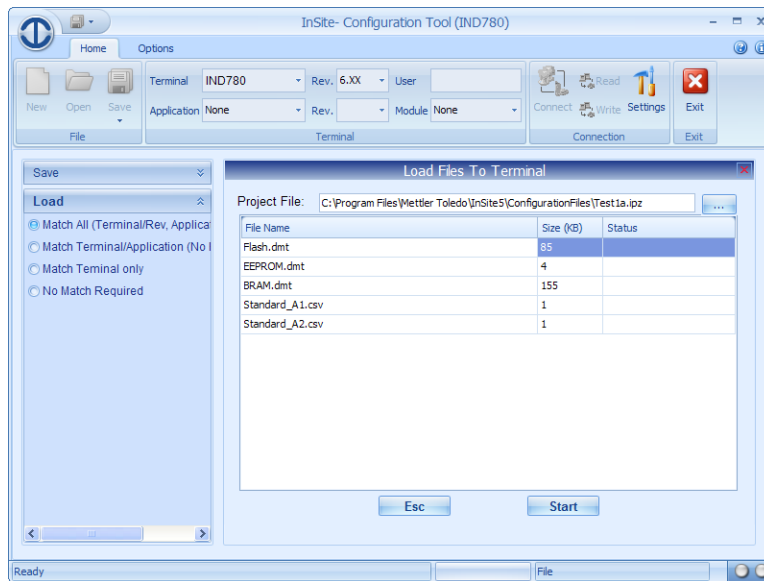 InSite- Configuration Tool (IND780)
Home Options
Terminal IND780 Rev. 6.XX User
New Open Save Application None Rev. Module None Connect Read Write Settings Exit
File Terminal Connection Exit
Save
Load
Match All (Terminal/Rev, Applicat
Match Terminal/Application (No I
Match Teminal only
No Match Required
Load Files To Terminal
Project File: C:\Program Files\Mettler Toledo\InSite5\ConfigurationFiles\Test1a.ipz ...
File Name Size (KB) Status
Flash.dmt 85
EEPROM.dmt 4
BRAM.dmt 155
Standard_A1.csv 1
Standard_A2.csv 1
Esc Start
Ready File